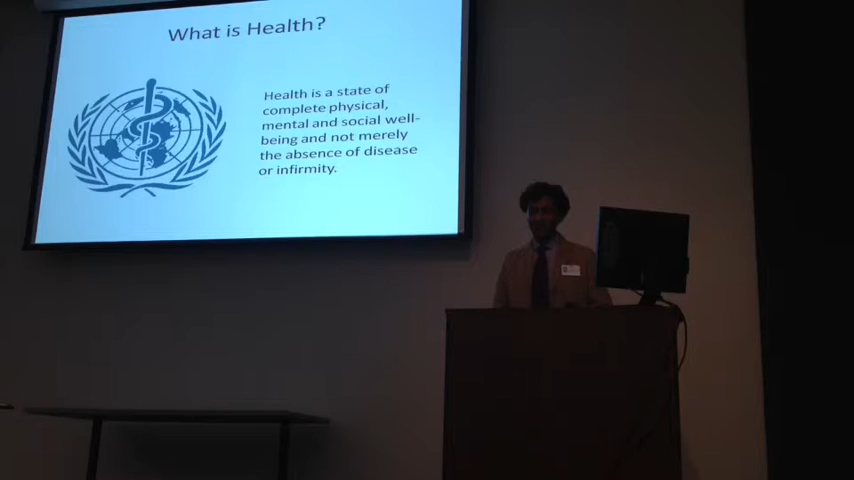 What is Health?
Health is a state of
complete physical,
mental and social well-
being and not merely
the absence of disease
or infirmity.